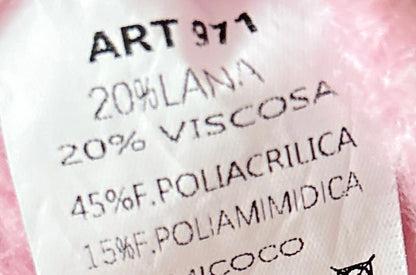 ART 971
20%LANA
20% VISCOSA
45%F.POLIACRILICA
15%F.POLIAMIMIDICA